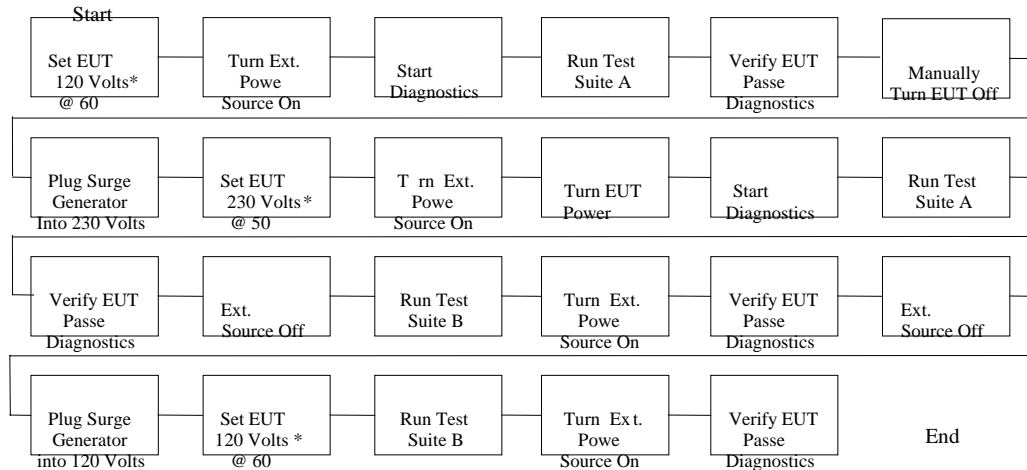 Start
Set EUT
120 Volts*
@ 60
Turn Ext.
Powe
Source On
Start
Diagnostics
Run Test
Suite A
Verify EUT
Passe
Diagnostics
Manually
Turn EUT Off
Plug Surge
Generator
Into 230 Volts
Set EUT
230 Volts*
@ 50
T rn Ext.
Powe
Source On
Turn EUT
Power
Start
Diagnostics
Run Test
Suite A
Verify EUT
Passe
Diagnostics
Ext.
Source Off
Run Test
Suite B
Turn Ext.
Powe
Source On
Verify EUT
Passe
Diagnostics
Ext.
Source Off
Plug Surge
Generator
into 120 Volts
Set EUT
120 Volts *
@ 60
Run Test
Suite B
Turn Ext.
Powe
Source On
Verify EUT
Passe
Diagnostics
End